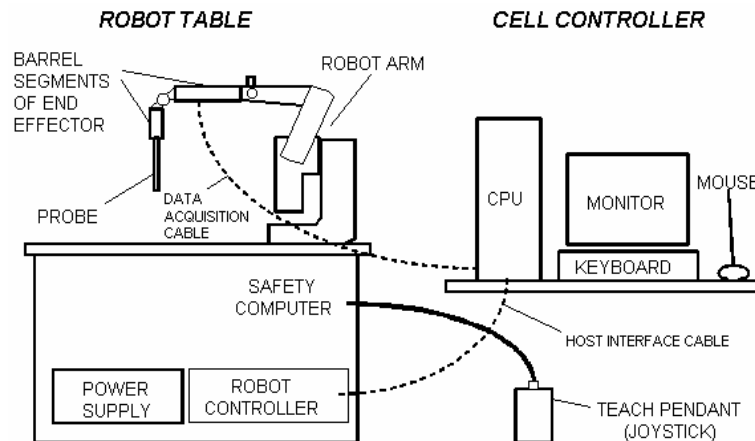 ROBOT TABLE
CELL CONTROLLER
BARREL
SEGMENTS
OF END
EFFECTOR
ROBOT ARM
PROBE
DATA
ACQUISITION
CABLE
CPU
MONITOR
MOUSE
KEYBOARD
SAFETY
COMPUTER
HOST INTERFACE CABLE
POWER
SUPPLY
ROBOT
CONTROLLER
TEACH PENDANT
(JOYSTICK)